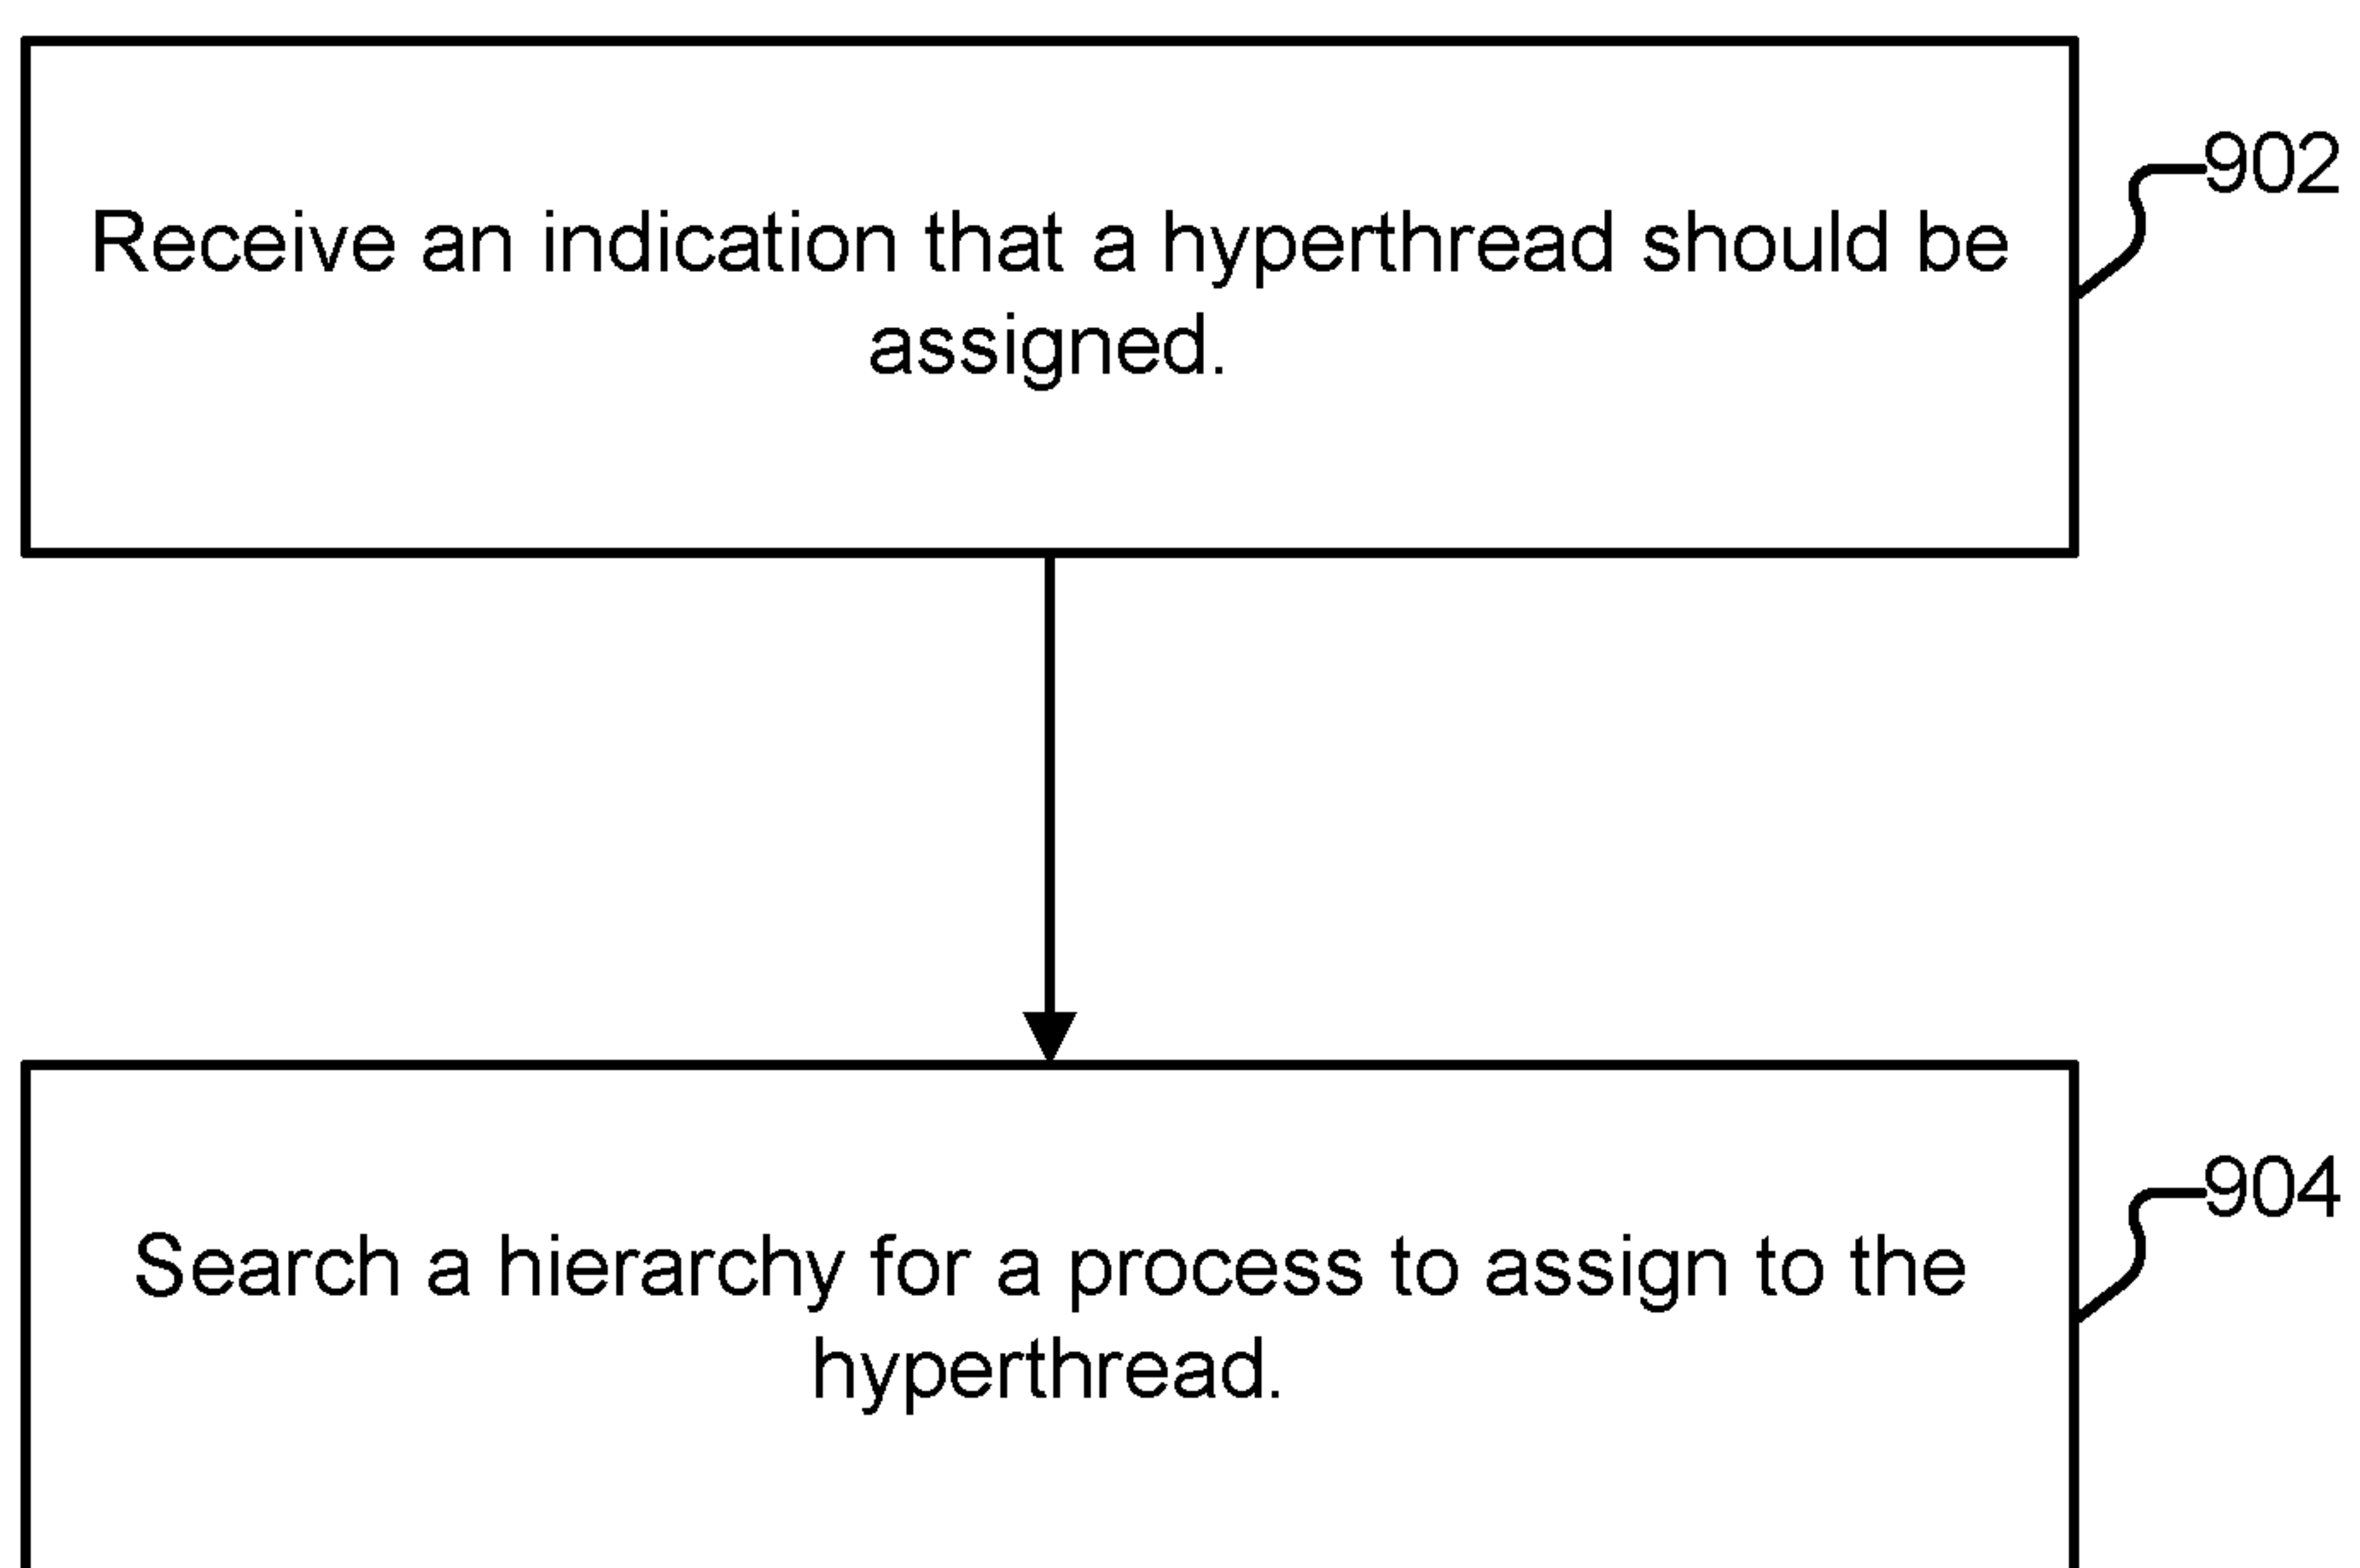 902
Receive an indication that a hyperthread should be
assigned.
904
Search a hierarchy for a process to assign to the
hyperthread.